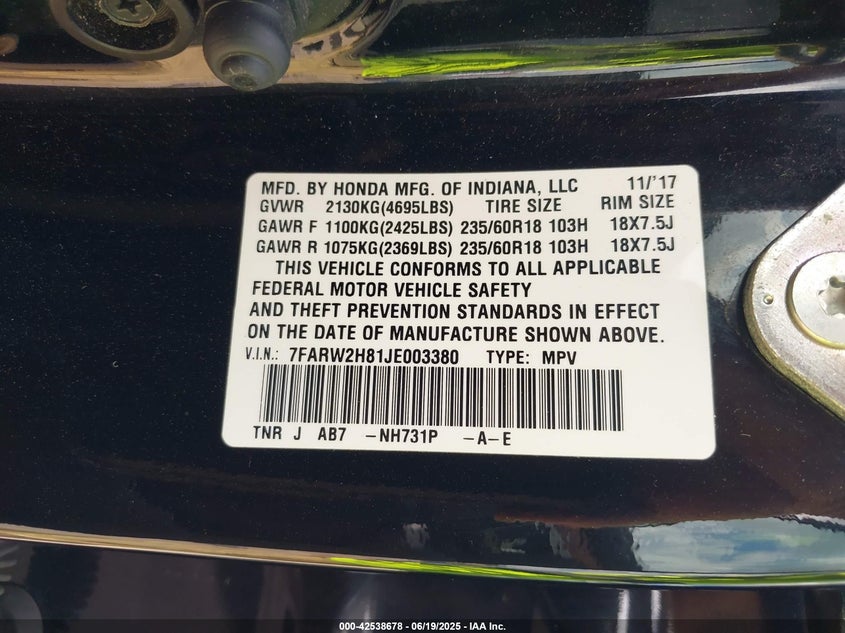 MFD. BY HONDA MFG. OF INDIANA, LLC 11/'17
GVWR 2130KG(4695LBS) TIRE SIZE RIM SIZE
GAWR F 1100KG(2425LBS) 235/60R18 103H 18X7.5J
GAWR R 1075KG(2369LBS) 235/60R18 103H 18X7.5J
THIS VEHICLE CONFORMS TO ALL APPLICABLE
FEDERAL MOTOR VEHICLE SAFETY
AND THEFT PREVENTION STANDARDS IN EFFECT
ON THE DATE OF MANUFACTURE SHOWN ABOVE.
V.I.N.: 7FARW2H81JE003380 TYPE: MPV
TNR J AB7 -NH731P -A-E
000-42538678 - 06/19/2025 - IAA Inc.